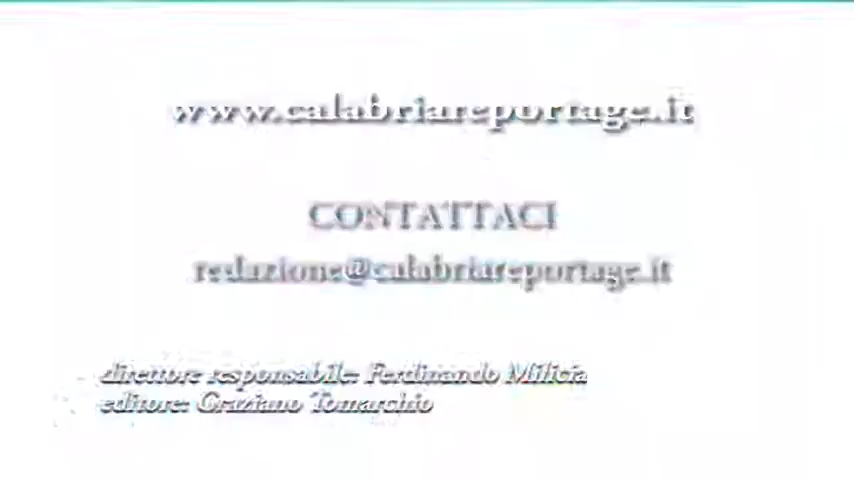 www.calabriareportage.it
CONTATTACI
redazione@calabriareportage.it
direttore responsabile: Ferdinando Milicia
editore: Graziano Tomarchio